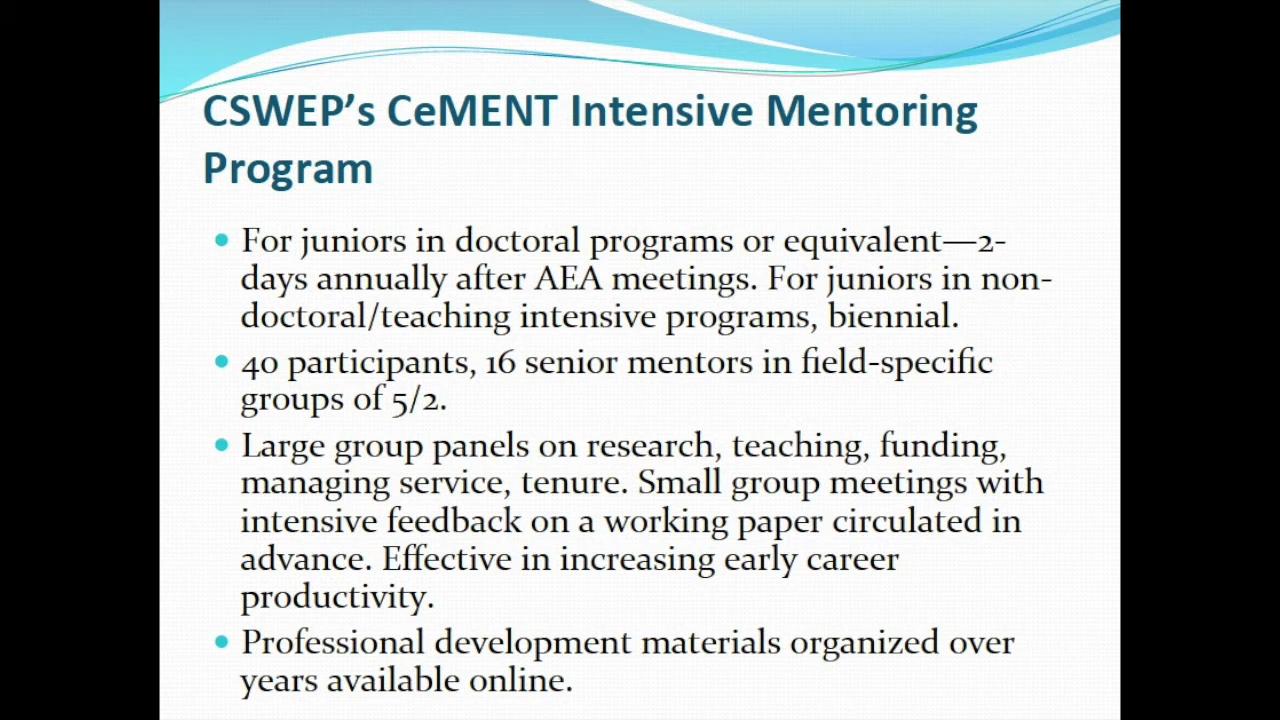 CSWEP’s CeMENT Intensive Mentoring
Program
• For juniors in doctoral programs or equivalent—2-
days annually after AEA meetings. For juniors in non-
doctoral/teaching intensive programs, biennial.
• 40 participants, 16 senior mentors in field-specific
groups of 5/2.
• Large group panels on research, teaching, funding,
managing service, tenure. Small group meetings with
intensive feedback on a working paper circulated in
advance. Effective in increasing early career
productivity.
• Professional development materials organized over
years available online.